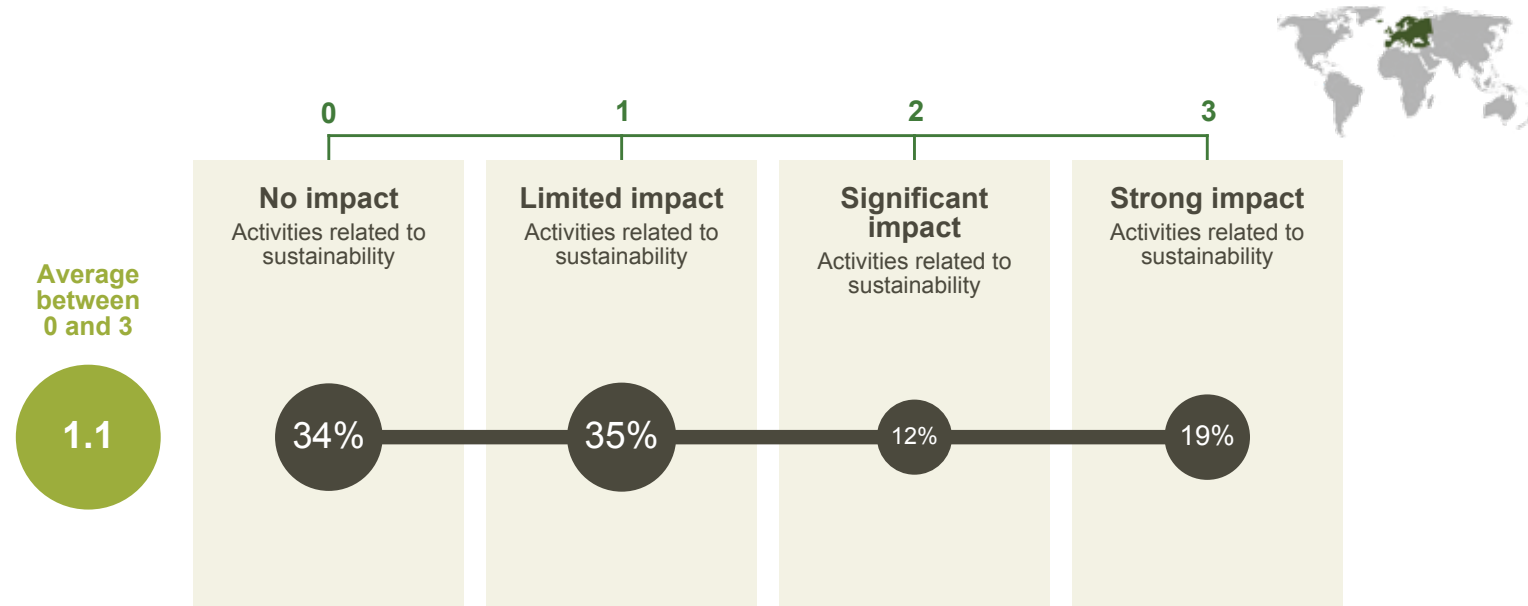 0
1
2
3
No impact
Activities related to
sustainability
Limited impact
Activities related to
sustainability
Significant
impact
Activities related to
sustainability
Strong impact
Activities related to
sustainability
Average
between
0 and 3
1.1
34%
35%
12%
19%